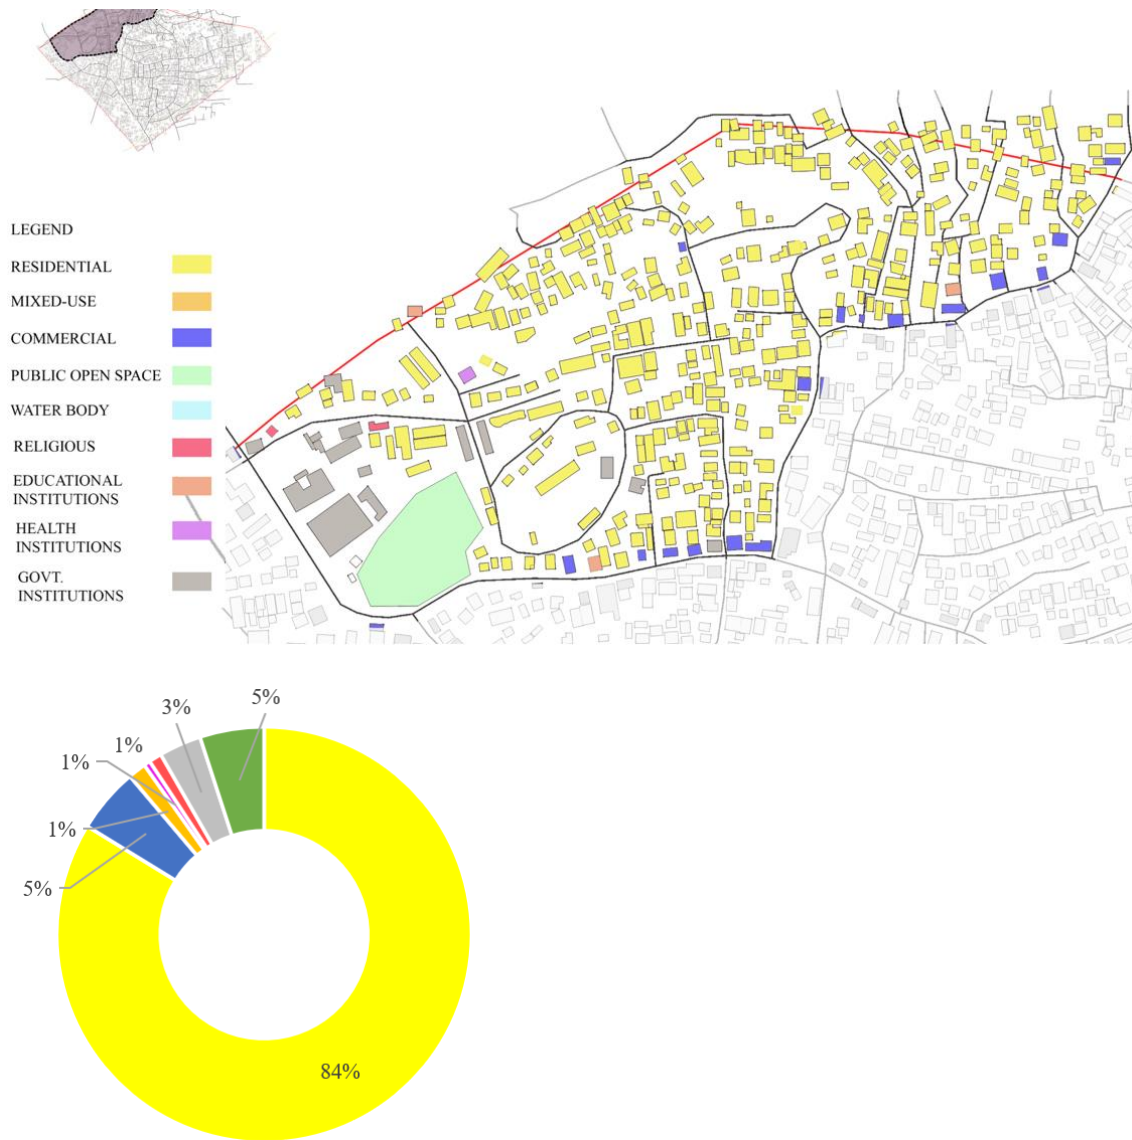 LEGEND
RESIDENTIAL
MIXED-USE
COMMERCIAL
PUBLIC OPEN SPACE
WATER BODY
RELIGIOUS
EDUCATIONAL
INSTITUTIONS
HEALTH
INSTITUTIONS
GOVT.
INSTITUTIONS
5%
3%
1%
1%
1%
5%
84%